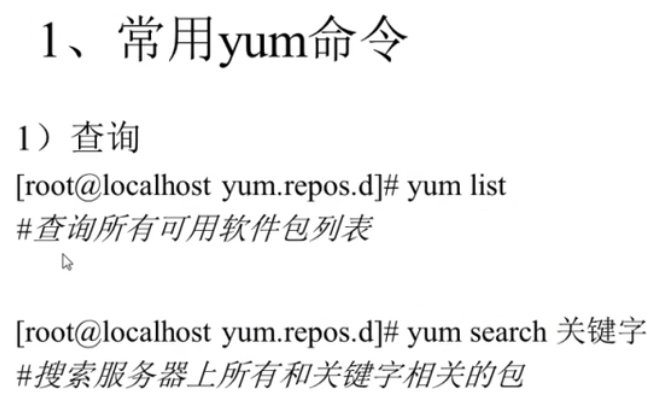 1、常用yum命令
1）查询
[root@localhost yum.repos.d]# yum list
#查询所有可用软件包列表
[root@localhost yum.repos.d]# yum search 关键字
#搜索服务器上所有和关键字相关的包